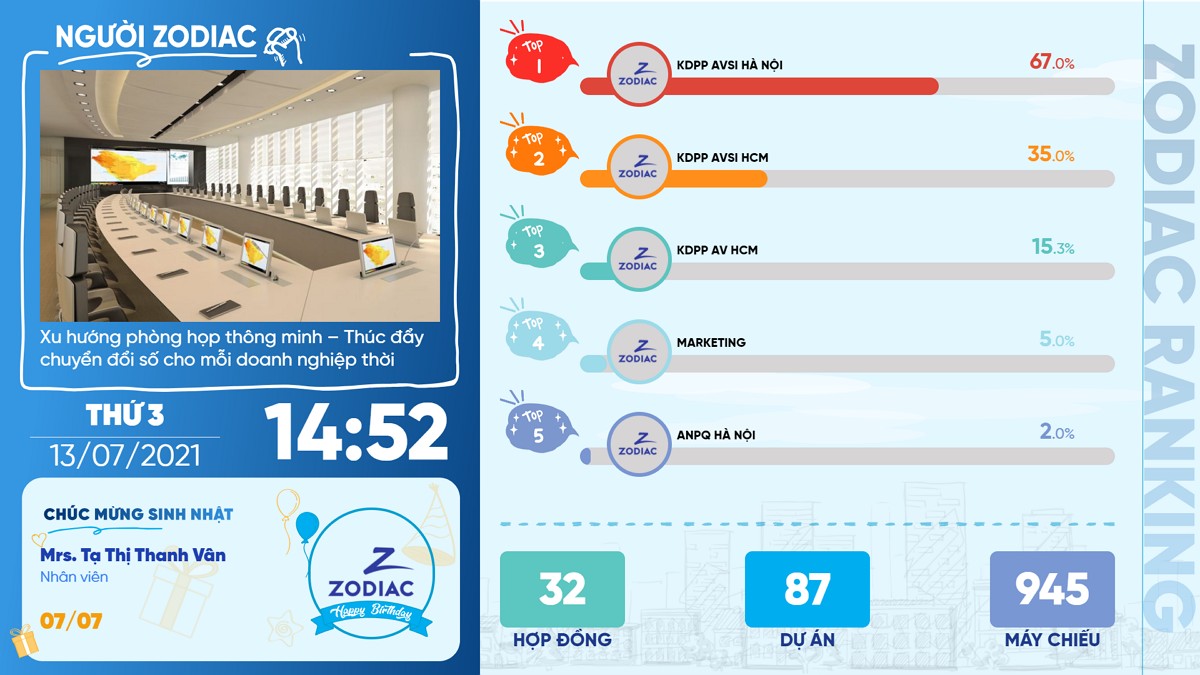 NGƯỜI ZODIAC
Xu hướng phòng họp thông minh – Thúc đẩy
chuyển đổi số cho mỗi doanh nghiệp thời
THỨ 3
13/07/2021
14:52
CHÚC MỪNG SINH NHẬT
Mrs. Tạ Thị Thanh Vân
Nhân viên
07/07
ZODIAC
Happy Birthday
TOP
1
ZODIAC
KDPP AVSI HÀ NỘI
67.0%
TOP
2
ZODIAC
KDPP AVSI HCM
35.0%
TOP
3
ZODIAC
KDPP AV HCM
15.3%
TOP
4
ZODIAC
MARKETING
5.0%
TOP
5
ZODIAC
ANPQ HÀ NỘI
2.0%
32
HỢP ĐỒNG
87
DỰ ÁN
945
MÁY CHIẾU
ZODIAC RANKING